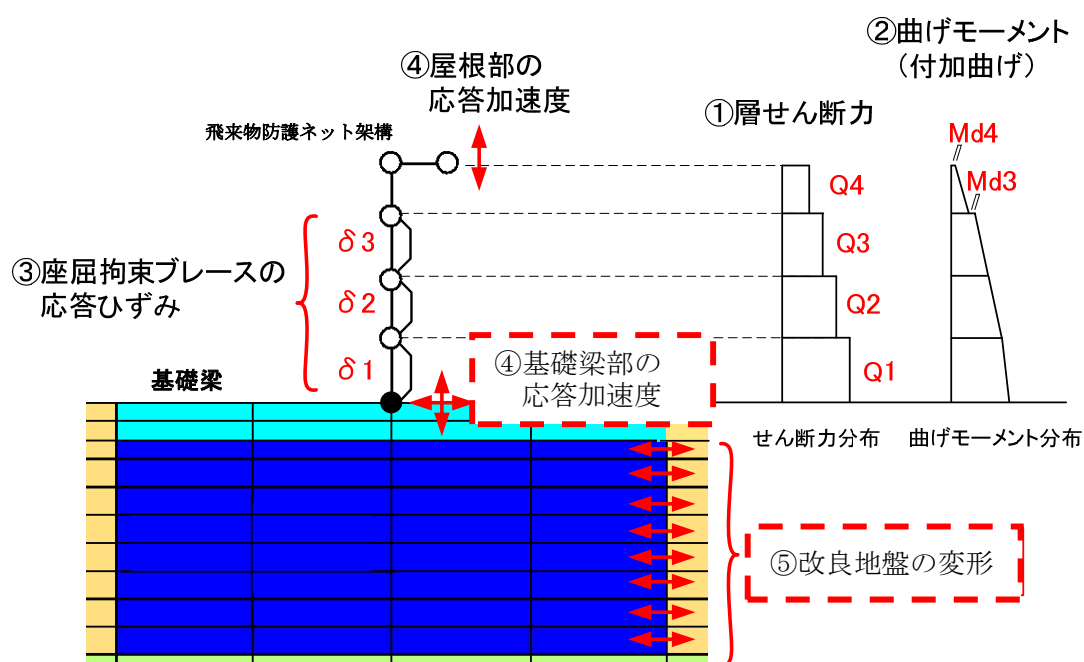 ②曲げモーメント
（付加曲げ）
④屋根部の
応答加速度
①層せん断力
飛来物防護ネット架構
Md4
Md3
Q4
Q3
Q2
Q1
δ3
δ2
δ1
③座屈拘束ブレースの
応答ひずみ
基礎梁
④基礎梁部の
応答加速度
せん断力分布
曲げモーメント分布
⑤改良地盤の変形